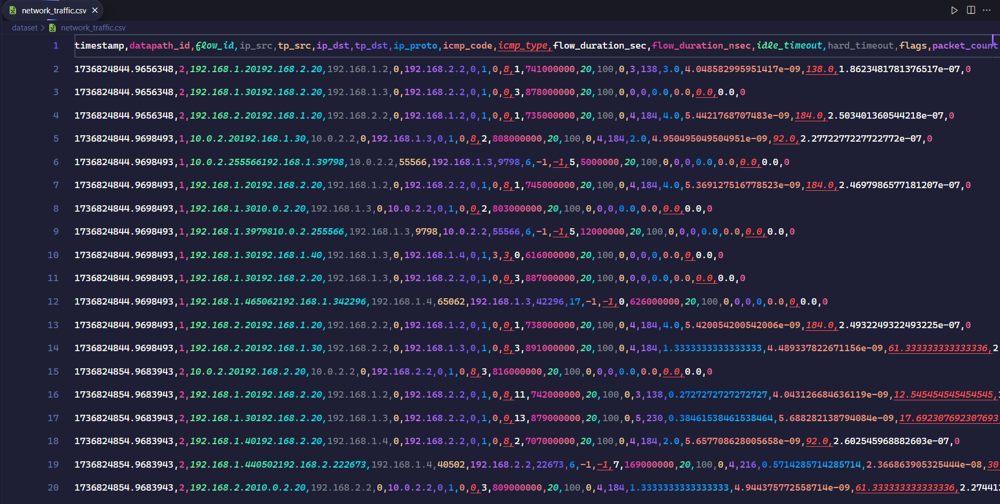 network_traffic.csv
dataset > network_traffic.csv
1 timestamp,datapath_id,flow_id,ip_src,tp_src,ip_dst,tp_dst,ip_proto,icmp_code,icmp_type,flow_duration_sec,flow_duration_nsec,idle_timeout,hard_timeout,flags,packet_count
2 1736824844.9656348,2,192.168.1.20192.168.2.20,192.168.1.2,0,192.168.2.2,0,1,0,8,1,741000000,20,100,0,3,138,3.0,4.048582995951417e-09,138.0,1.8623481781376517e-07,0
3 1736824844.9656348,2,192.168.1.30192.168.2.20,192.168.1.3,0,192.168.2.2,0,1,0,0,3,878000000,20,100,0,0,0,0.0,0.0,0.0,0.0,0
4 1736824844.9656348,2,192.168.2.20192.168.1.20,192.168.2.2,0,192.168.1.2,0,1,0,0,1,735000000,20,100,0,4,184,4.0,5.4421768707483e-09,184.0,2.503401360544218e-07,0
5 1736824844.9698493,1,10.0.2.20192.168.1.30,10.0.2.2,0,192.168.1.3,0,1,0,8,2,808000000,20,100,0,4,184,2.0,4.950495049504951e-09,92.0,2.2772277227722772e-07,0
6 1736824844.9698493,1,10.0.2.255566192.168.1.39798,10.0.2.2,55566,192.168.1.3,9798,6,-1,-1,5,5000000,20,100,0,0,0,0.0,0.0,0.0,0.0,0
7 1736824844.9698493,1,192.168.1.20192.168.2.20,192.168.1.2,0,192.168.2.2,0,1,0,8,1,745000000,20,100,0,4,184,4.0,5.369127516778523e-09,184.0,2.4697986577181207e-07,0
8 1736824844.9698493,1,192.168.1.3010.0.2.20,192.168.1.3,0,10.0.2.2,0,1,0,0,2,803000000,20,100,0,0,0,0.0,0.0,0.0,0.0,0
9 1736824844.9698493,1,192.168.1.3979810.0.2.255566,192.168.1.3,9798,10.0.2.2,55566,6,-1,-1,5,12000000,20,100,0,0,0,0.0,0.0,0.0,0.0,0
10 1736824844.9698493,1,192.168.1.30192.168.1.40,192.168.1.3,0,192.168.1.4,0,1,3,3,0,616000000,20,100,0,0,0,0,0.0,0,0.0,0
11 1736824844.9698493,1,192.168.1.30192.168.2.20,192.168.1.3,0,192.168.2.2,0,1,0,0,3,887000000,20,100,0,0,0,0.0,0.0,0.0,0.0,0
12 1736824844.9698493,1,192.168.1.465062192.168.1.342296,192.168.1.4,65062,192.168.1.3,42296,17,-1,-1,0,626000000,20,100,0,0,0,0,0.0,0,0.0,0
13 1736824844.9698493,1,192.168.2.20192.168.1.20,192.168.2.2,0,192.168.1.2,0,1,0,0,1,738000000,20,100,0,4,184,4.0,5.420054200542006e-09,184.0,2.4932249322493225e-07,0
14 1736824844.9698493,1,192.168.2.20192.168.1.30,192.168.2.2,0,192.168.1.3,0,1,0,8,3,891000000,20,100,0,4,184,1.3333333333333333,4.489337822671156e-09,61.333333333333336,2
15 1736824854.9683943,2,10.0.2.20192.168.2.20,10.0.2.2,0,192.168.2.2,0,1,0,8,3,816000000,20,100,0,0,0,0.0,0.0,0.0,0.0,0
16 1736824854.9683943,2,192.168.1.20192.168.2.20,192.168.1.2,0,192.168.2.2,0,1,0,8,11,742000000,20,100,0,3,138,0.2727272727272727,4.043126684636119e-09,12.545454545454545,
17 1736824854.9683943,2,192.168.1.30192.168.2.20,192.168.1.3,0,192.168.2.2,0,1,0,0,13,879000000,20,100,0,5,230,0.38461538461538464,5.688282138794084e-09,17.692307692307693
18 1736824854.9683943,2,192.168.1.40192.168.2.20,192.168.1.4,0,192.168.2.2,0,1,0,8,2,707000000,20,100,0,4,184,2.0,5.657708628005658e-09,92.0,2.602545968882603e-07,0
19 1736824854.9683943,2,192.168.1.440502192.168.2.222673,192.168.1.4,40502,192.168.2.2,22673,6,-1,-1,7,169000000,20,100,0,4,216,0.5714285714285714,2.366863905325444e-08,30
20 1736824854.9683943,2,192.168.2.2010.0.2.20,192.168.2.2,0,10.0.2.2,0,1,0,0,3,809000000,20,100,0,4,184,1.3333333333333333,4.944375772558714e-09,61.333333333333336,2.27441